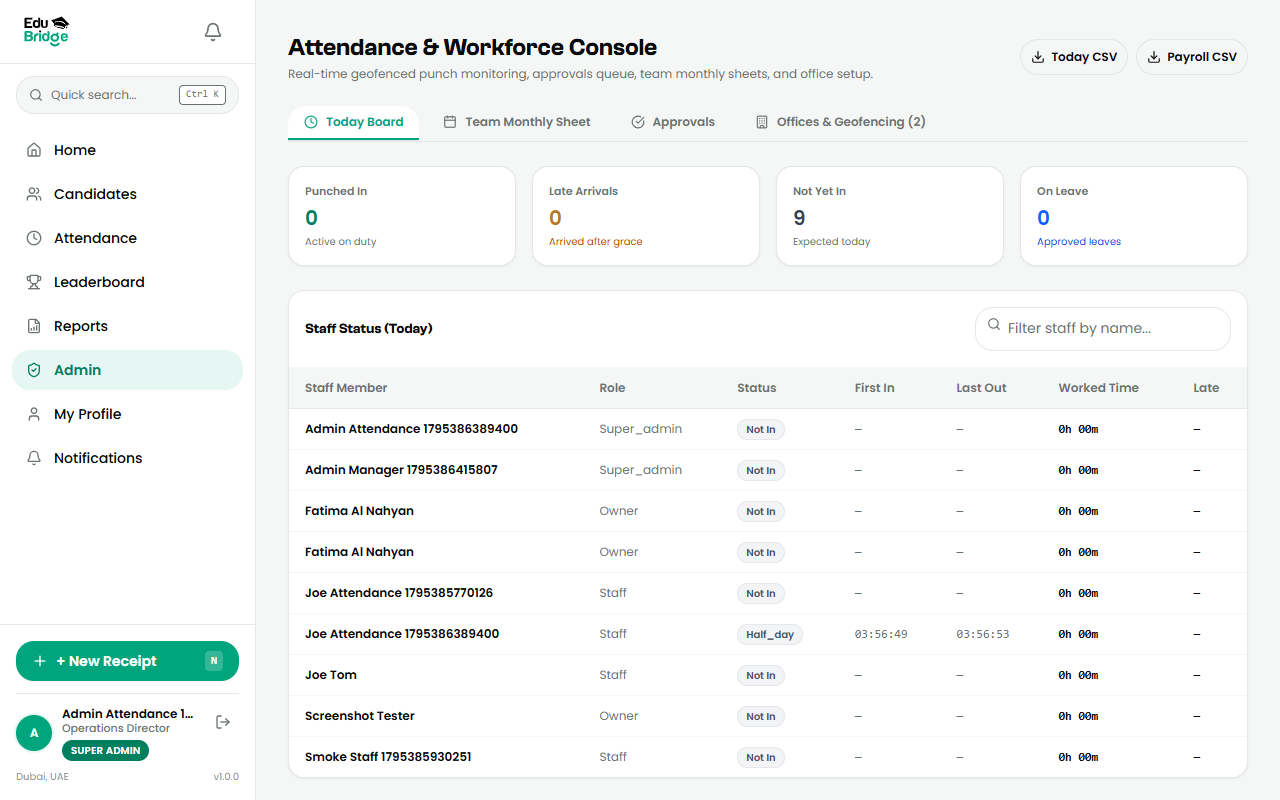 Edu
Bridge
Quick search... Ctrl K
Home
Candidates
Attendance
Leaderboard
Reports
Admin
My Profile
Notifications
+ New Receipt N
A
Admin Attendance 1...
Operations Director
SUPER ADMIN
Dubai, UAE v1.0.0
Attendance & Workforce Console
Real-time geofenced punch monitoring, approvals queue, team monthly sheets, and office setup.
Today CSV Payroll CSV
Today Board Team Monthly Sheet Approvals Offices & Geofencing (2)
Punched In
0
Active on duty
Late Arrivals
0
Arrived after grace
Not Yet In
9
Expected today
On Leave
0
Approved leaves
Staff Status (Today)
Filter staff by name...
Staff Member Role Status First In Last Out Worked Time Late
Admin Attendance 1795386389400 Super_admin Not In — — 0h 00m —
Admin Manager 1795386415807 Super_admin Not In — — 0h 00m —
Fatima Al Nahyan Owner Not In — — 0h 00m —
Fatima Al Nahyan Owner Not In — — 0h 00m —
Joe Attendance 1795385770126 Staff Not In — — 0h 00m —
Joe Attendance 1795386389400 Staff Half_day 03:56:49 03:56:53 0h 00m —
Joe Tom Staff Not In — — 0h 00m —
Screenshot Tester Owner Not In — — 0h 00m —
Smoke Staff 1795385930251 Staff Not In — — 0h 00m —